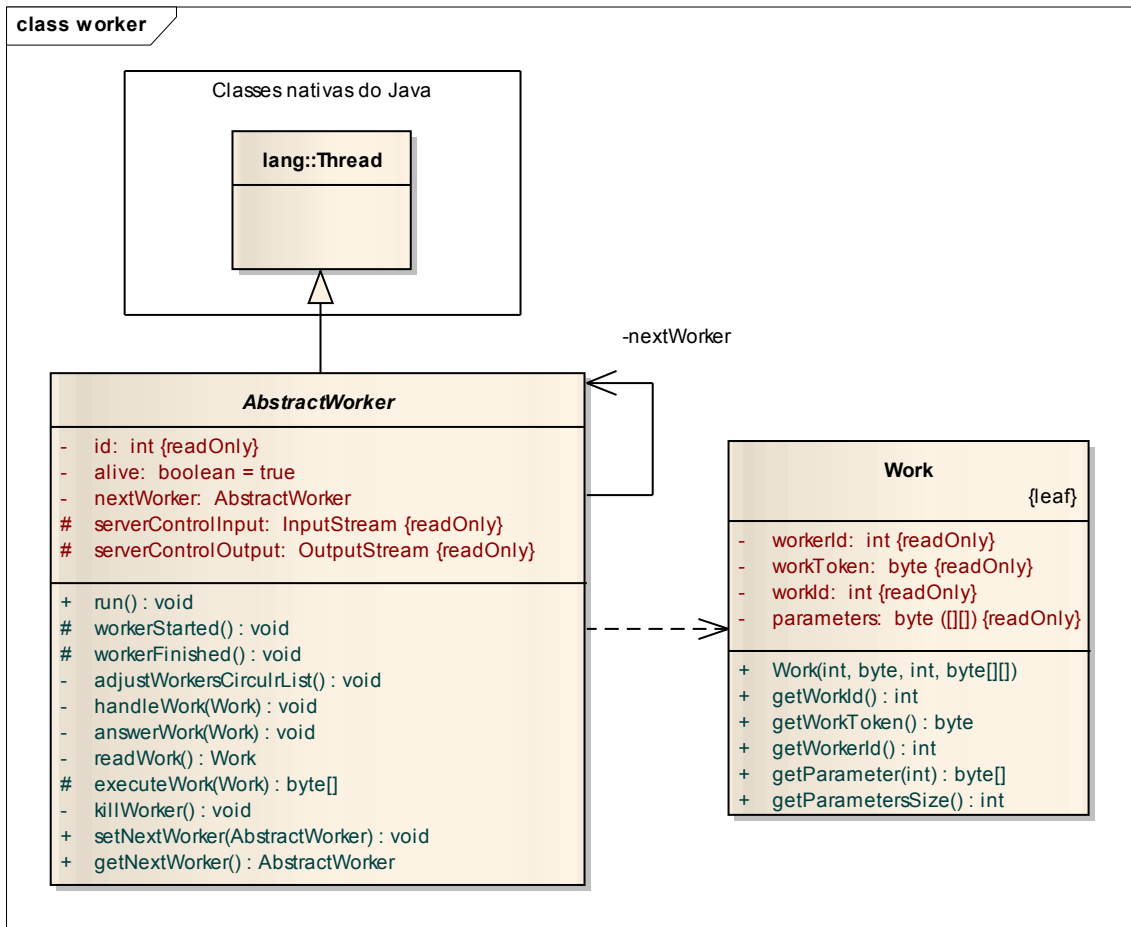 class worker
Classes nativas do Java
lang::Thread
-nextWorker
AbstractWorker
- id: int {readOnly}
- alive: boolean = true
- nextWorker: AbstractWorker
# serverControlInput: InputStream {readOnly}
# serverControlOutput: OutputStream {readOnly}
+ run() : void
# workerStarted() : void
# workerFinished() : void
- adjustWorkersCirculrList() : void
- handleWork(Work) : void
- answerWork(Work) : void
- readWork() : Work
# executeWork(Work) : byte[]
- killWorker() : void
+ setNextWorker(AbstractWorker) : void
+ getNextWorker() : AbstractWorker
Work
{leaf}
- workerId: int {readOnly}
- workToken: byte {readOnly}
- workId: int {readOnly}
- parameters: byte ([][]) {readOnly}
+ Work(int, byte, int, byte[][])
+ getWorkId() : int
+ getWorkToken() : byte
+ getWorkerId() : int
+ getParameter(int) : byte[]
+ getParametersSize() : int